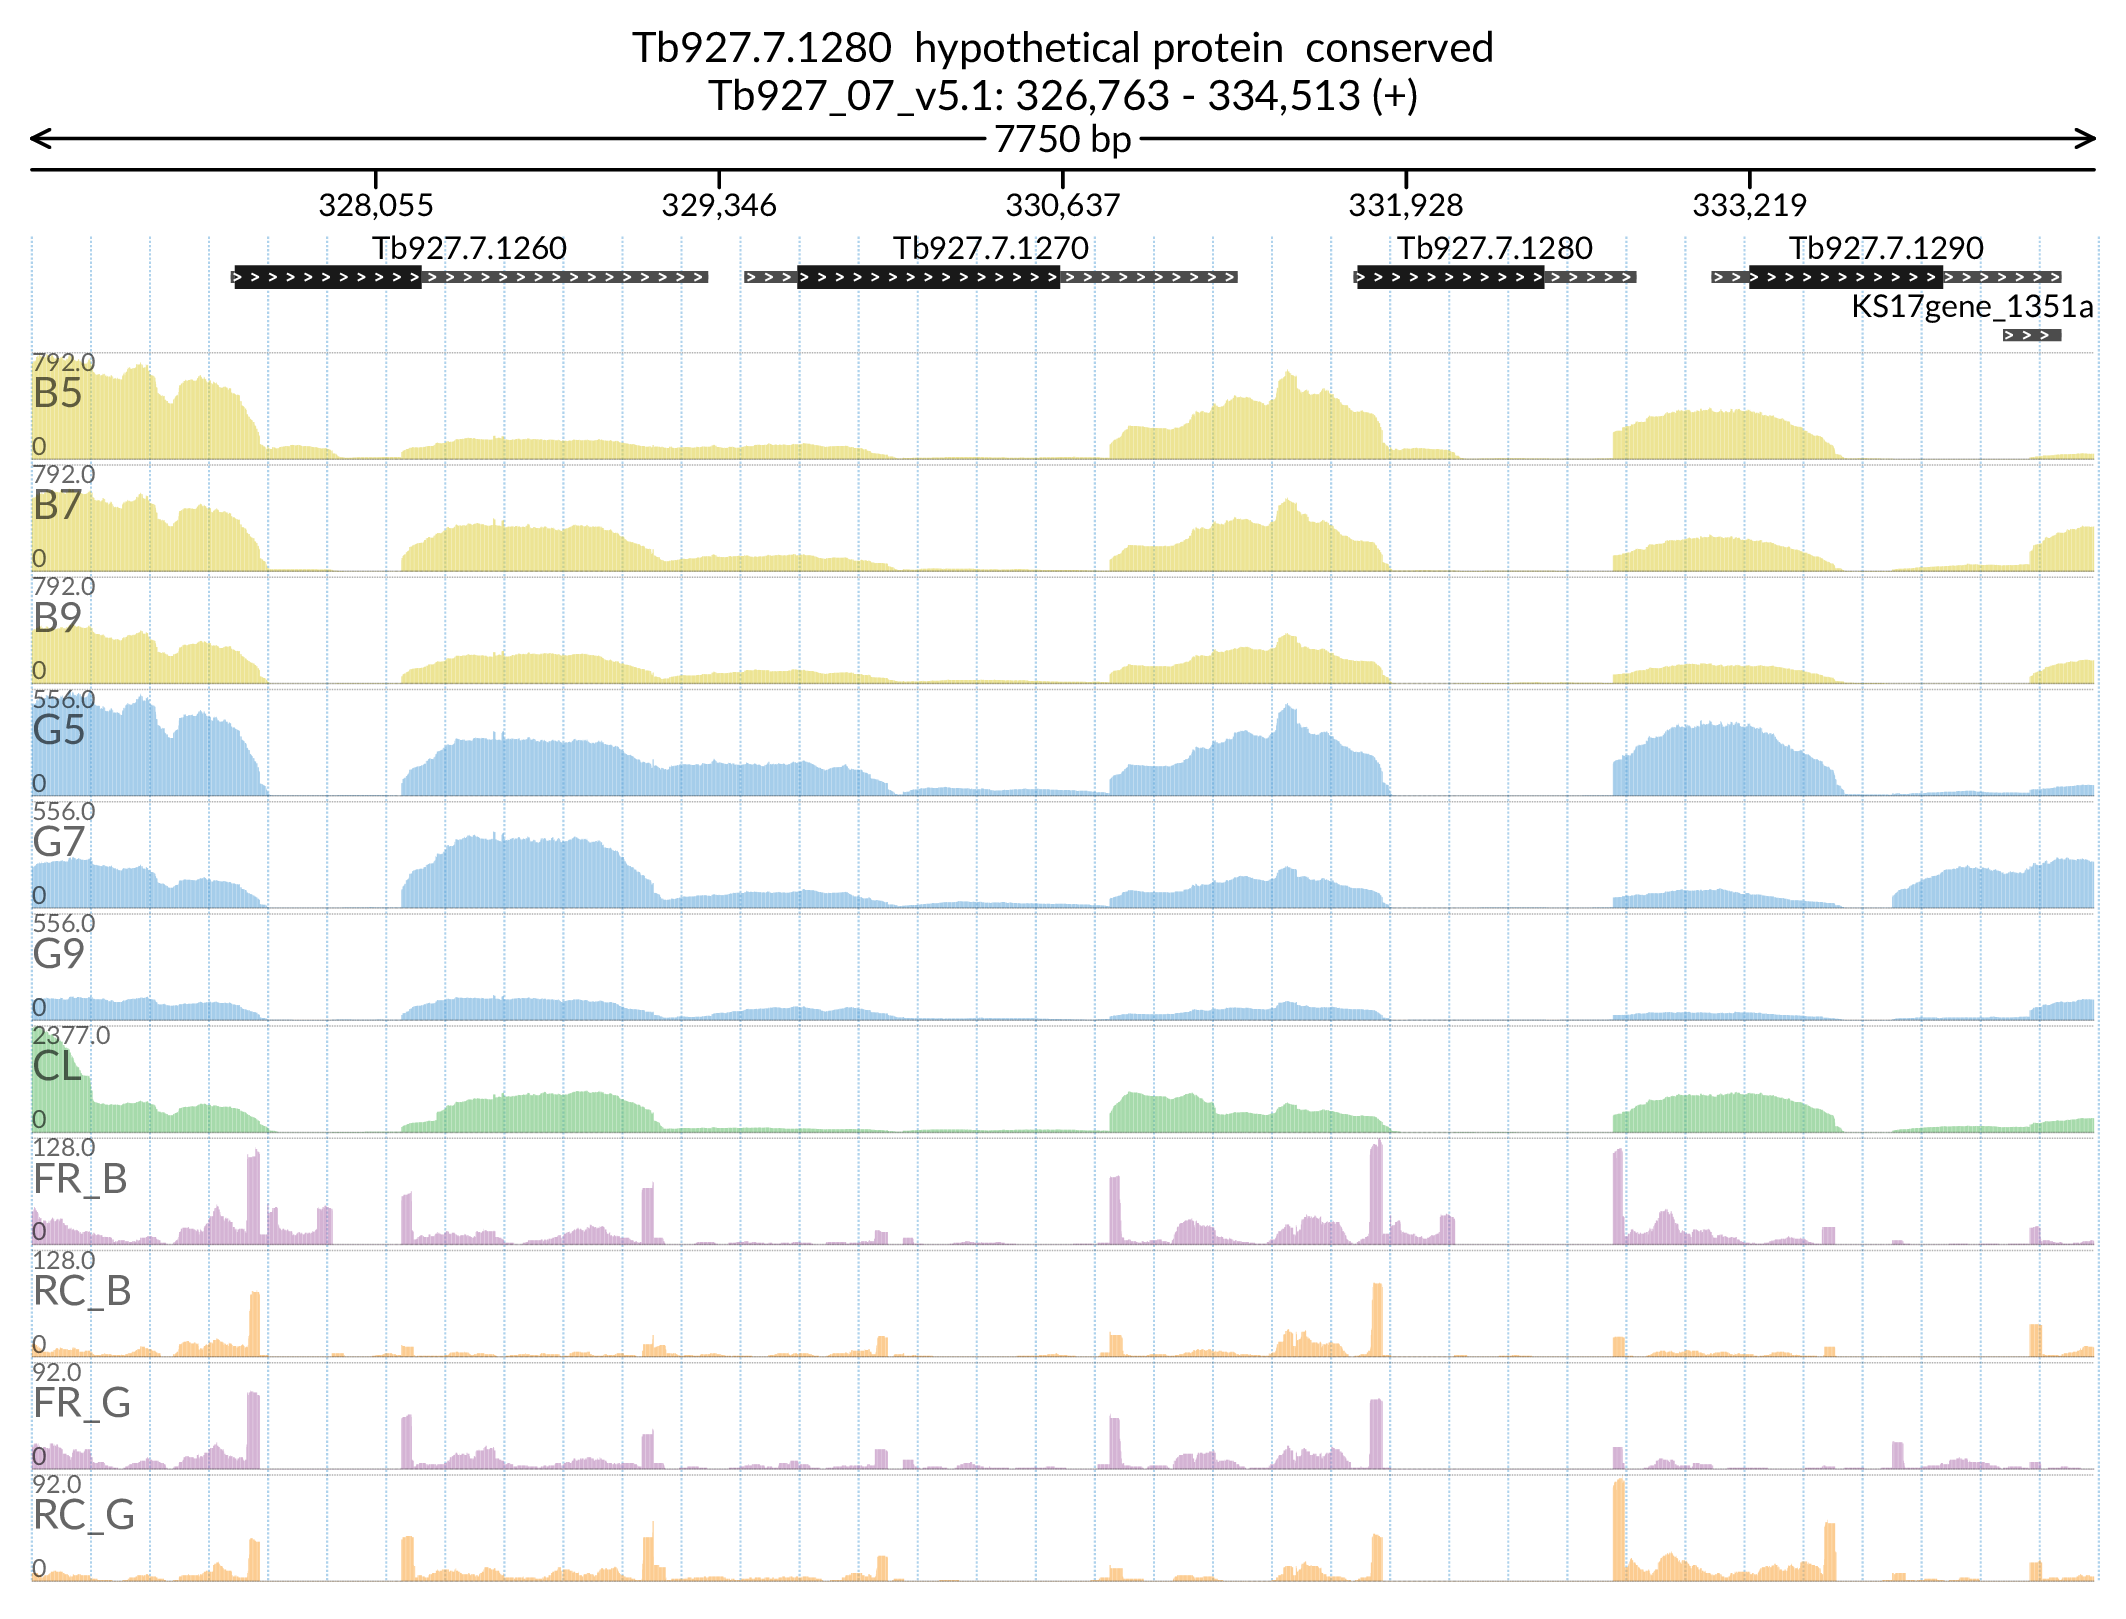 Tb927.7.1280  hypothetical protein  conserved
Tb927_07_v5.1: 326,763 - 334,513 (+)
7750 bp
328,055 329,346 330,637 331,928 333,219
Tb927.7.1260 Tb927.7.1270 Tb927.7.1280 Tb927.7.1290
KS17gene_1351a
792.0
B5
0
792.0
B7
0
792.0
B9
0
556.0
G5
0
556.0
G7
0
556.0
G9
0
2377.0
CL
0
128.0
FR_B
0
128.0
RC_B
0
92.0
FR_G
0
92.0
RC_G
0